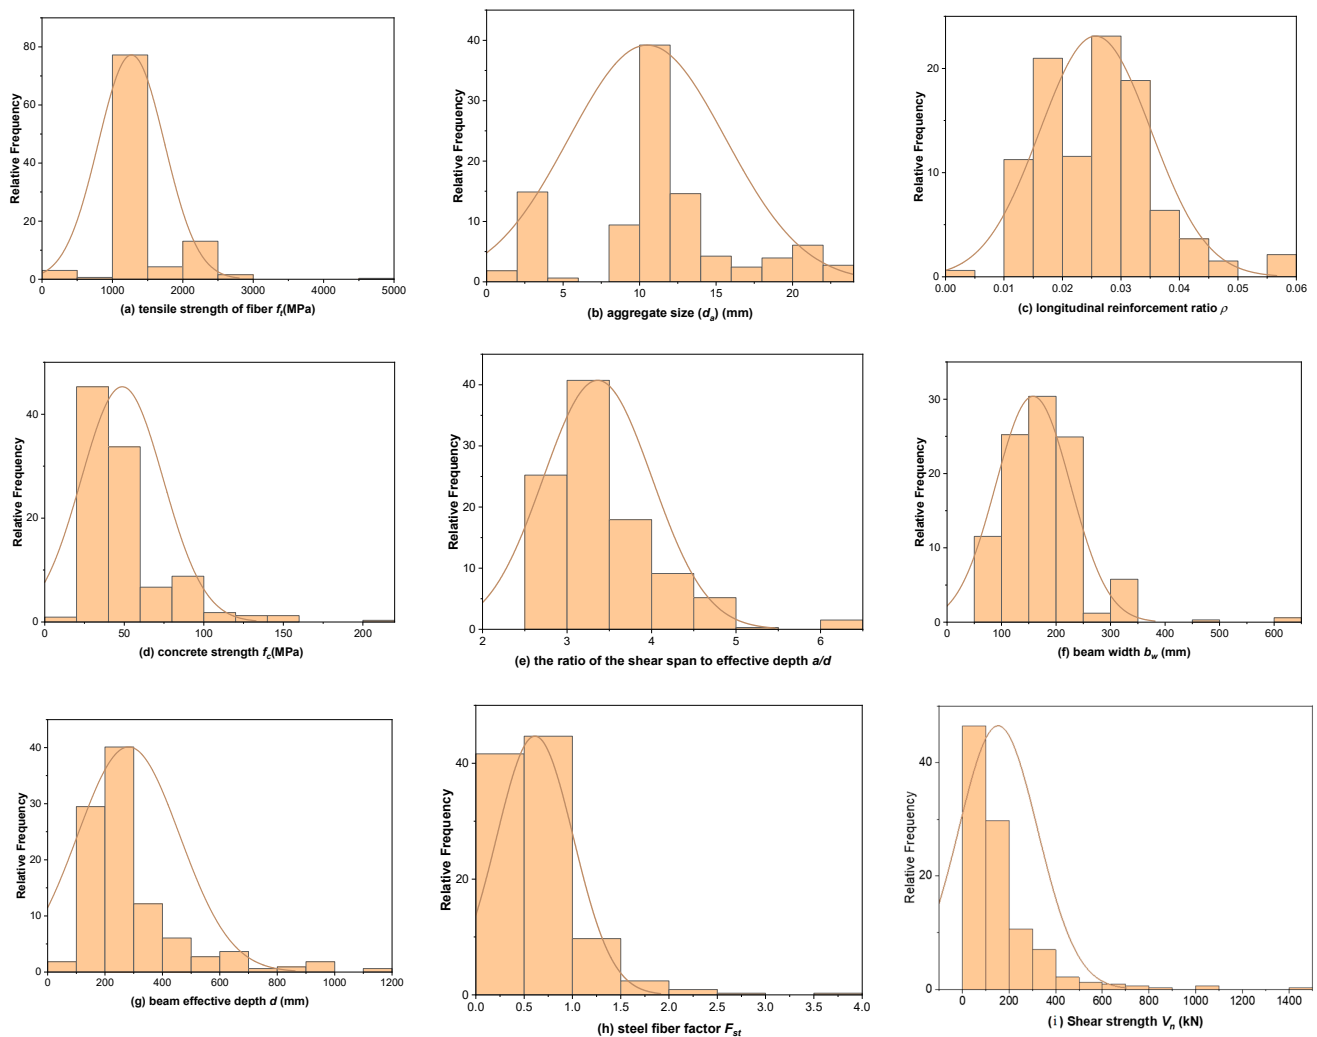 80
60
40
20
0
Relative Frequency
0 1000 2000 3000 4000 5000
(a) tensile strength of fiber ft(MPa)
40
30
20
10
0
Relative Frequency
0 5 10 15 20
(b) aggregate size (da) (mm)
20
10
0
Relative Frequency
0.00 0.01 0.02 0.03 0.04 0.05 0.06
(c) longitudinal reinforcement ratio ρ
40
20
0
Relative Frequency
0 50 100 150 200
(d) concrete strength fc(MPa)
40
30
20
10
0
Relative Frequency
2 3 4 5 6
(e) the ratio of the shear span to effective depth a/d
30
20
10
0
Relative Frequency
0 100 200 300 400 500 600
(f) beam width bw (mm)
40
30
20
10
0
Relative Frequency
0 200 400 600 800 1000 1200
(g) beam effective depth d (mm)
40
20
0
Relative Frequency
0.0 0.5 1.0 1.5 2.0 2.5 3.0 3.5 4.0
(h) steel fiber factor Fst
40
20
0
Relative Frequency
0 200 400 600 800 1000 1200 1400
(i) Shear strength Vn (kN)